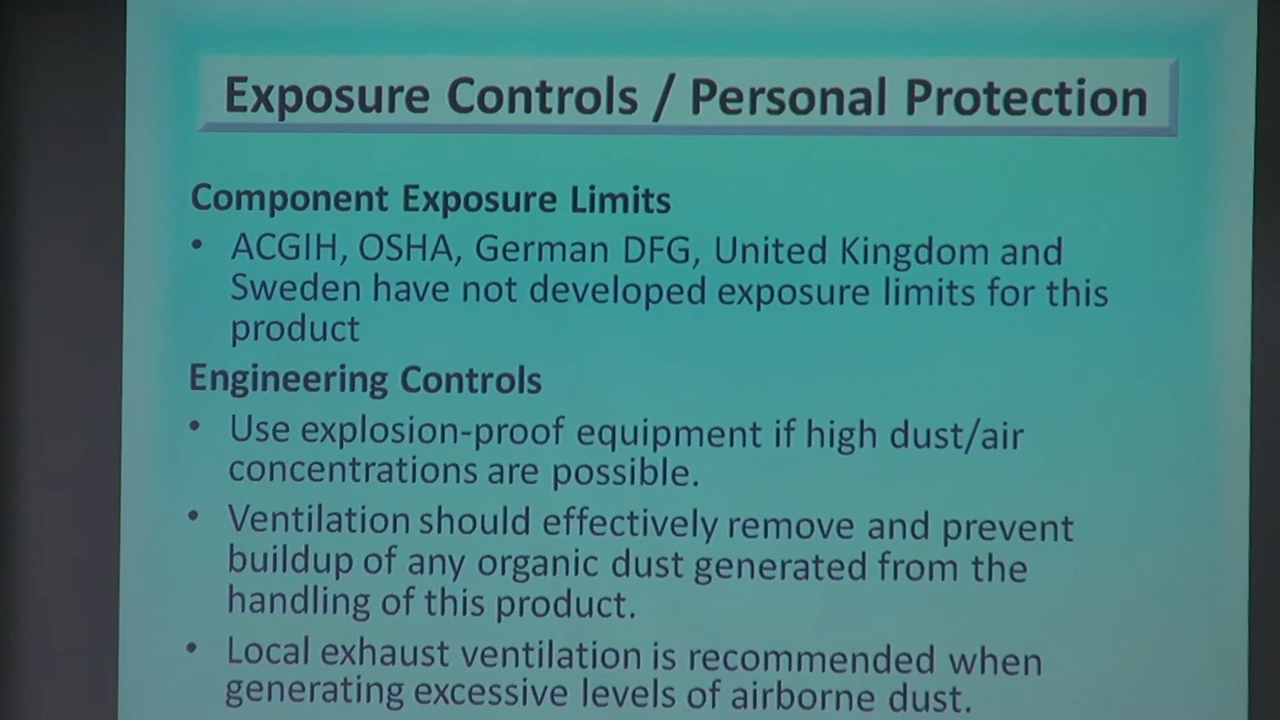 Exposure Controls / Personal Protection
Component Exposure Limits
• ACGIH, OSHA, German DFG, United Kingdom and
Sweden have not developed exposure limits for this
product
Engineering Controls
• Use explosion-proof equipment if high dust/air
concentrations are possible.
• Ventilation should effectively remove and prevent
buildup of any organic dust generated from the
handling of this product.
• Local exhaust ventilation is recommended when
generating excessive levels of airborne dust.